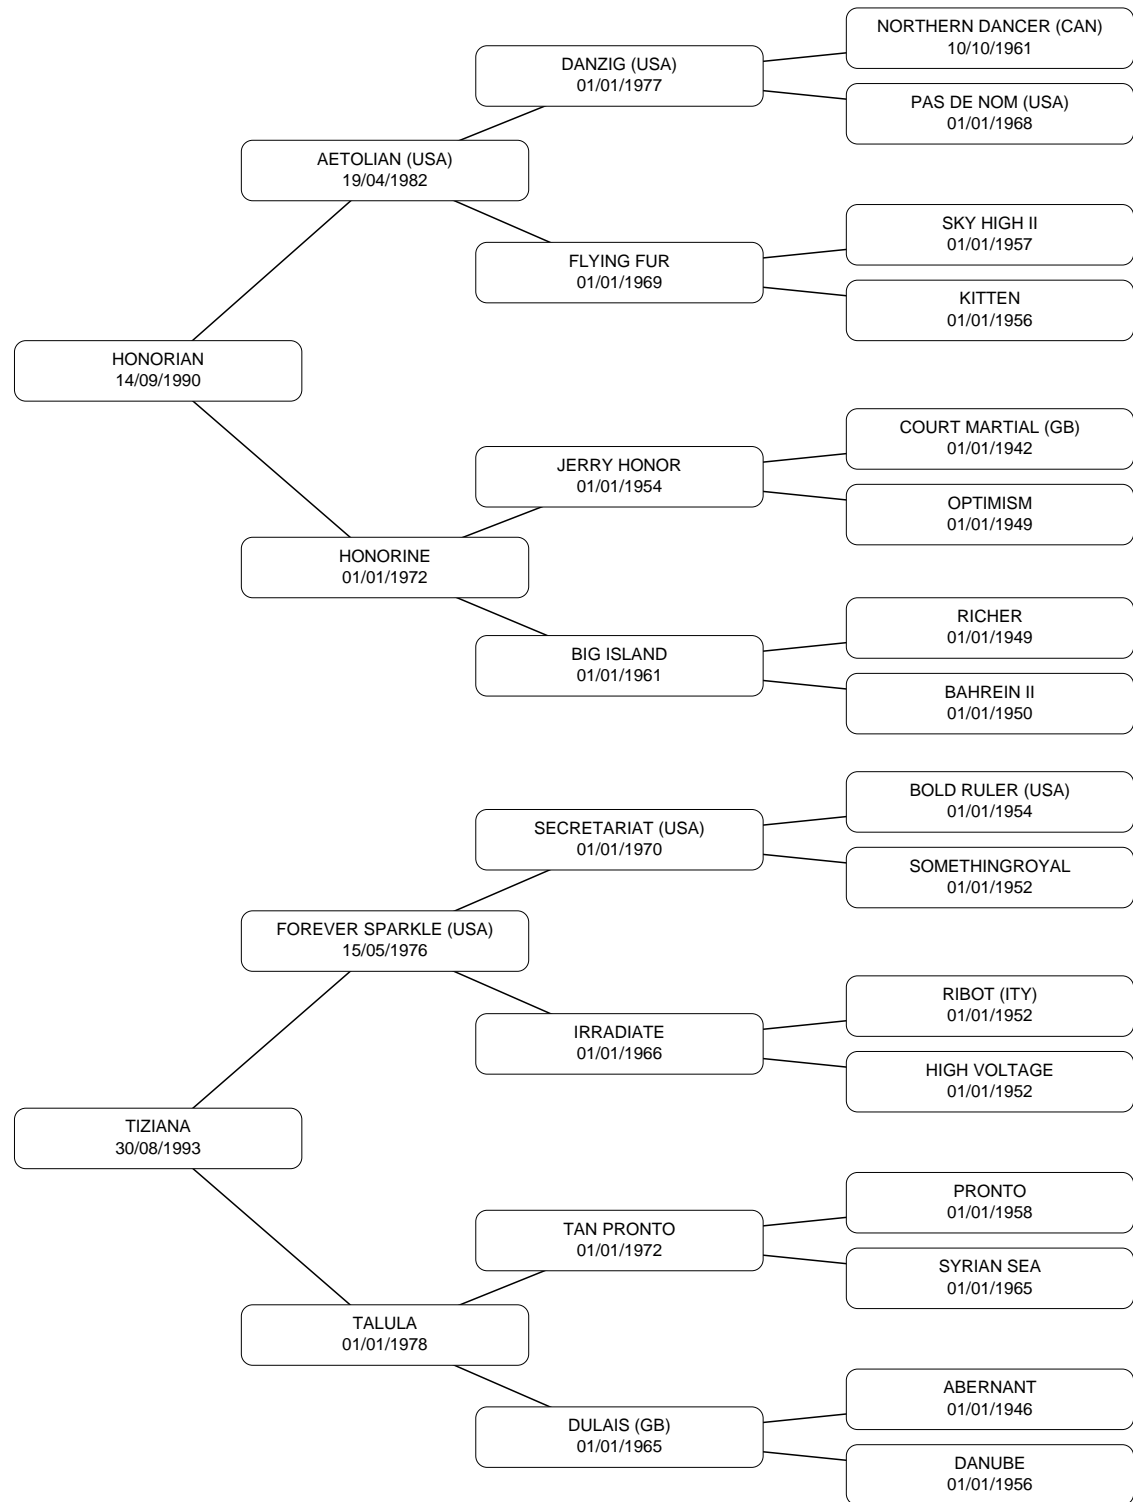 NORTHERN DANCER (CAN)
10/10/1961
DANZIG (USA)
01/01/1977
PAS DE NOM (USA)
01/01/1968
AETOLIAN (USA)
19/04/1982
SKY HIGH II
01/01/1957
FLYING FUR
01/01/1969
KITTEN
01/01/1956
HONORIAN
14/09/1990
COURT MARTIAL (GB)
01/01/1942
JERRY HONOR
01/01/1954
OPTIMISM
01/01/1949
HONORINE
01/01/1972
RICHER
01/01/1949
BIG ISLAND
01/01/1961
BAHREIN II
01/01/1950
BOLD RULER (USA)
01/01/1954
SECRETARIAT (USA)
01/01/1970
SOMETHINGROYAL
01/01/1952
FOREVER SPARKLE (USA)
15/05/1976
RIBOT (ITY)
01/01/1952
IRRADIATE
01/01/1966
HIGH VOLTAGE
01/01/1952
TIZIANA
30/08/1993
PRONTO
01/01/1958
TAN PRONTO
01/01/1972
SYRIAN SEA
01/01/1965
TALULA
01/01/1978
ABERNANT
01/01/1946
DULAIS (GB)
01/01/1965
DANUBE
01/01/1956